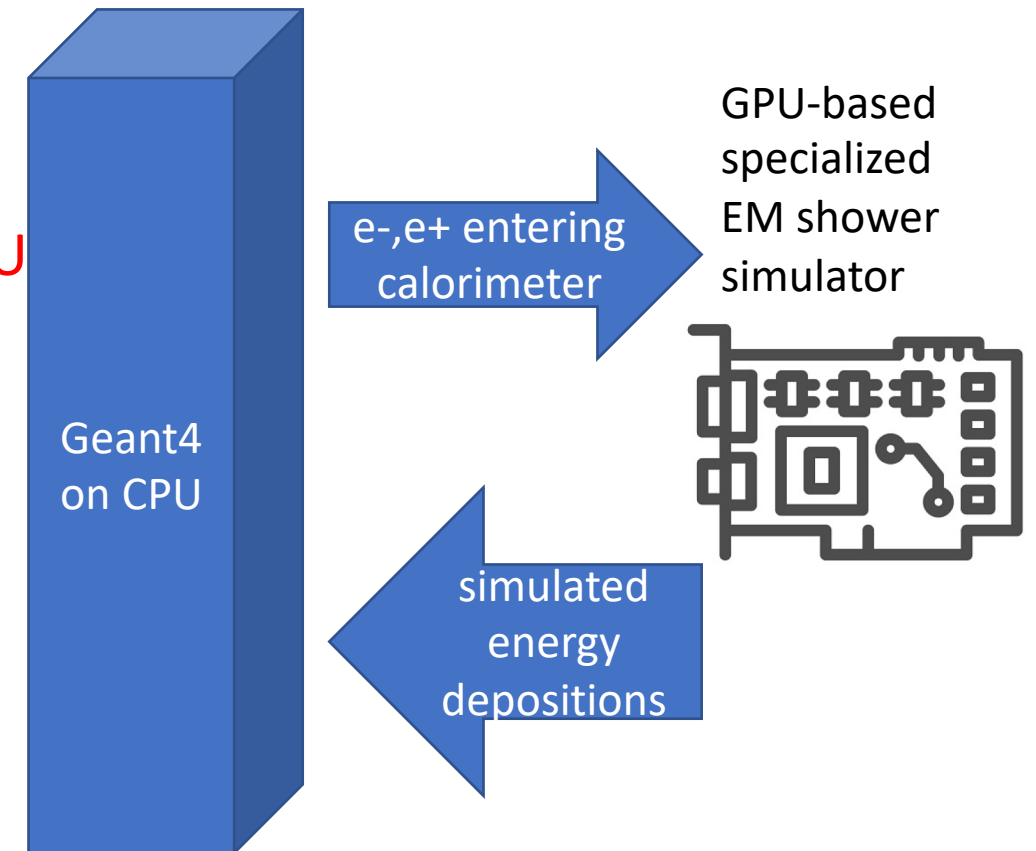 GPU-based
specialized
EM shower
simulator
e-,e+ entering
calorimeter
Geant4
on CPU
simulated
energy
depositions